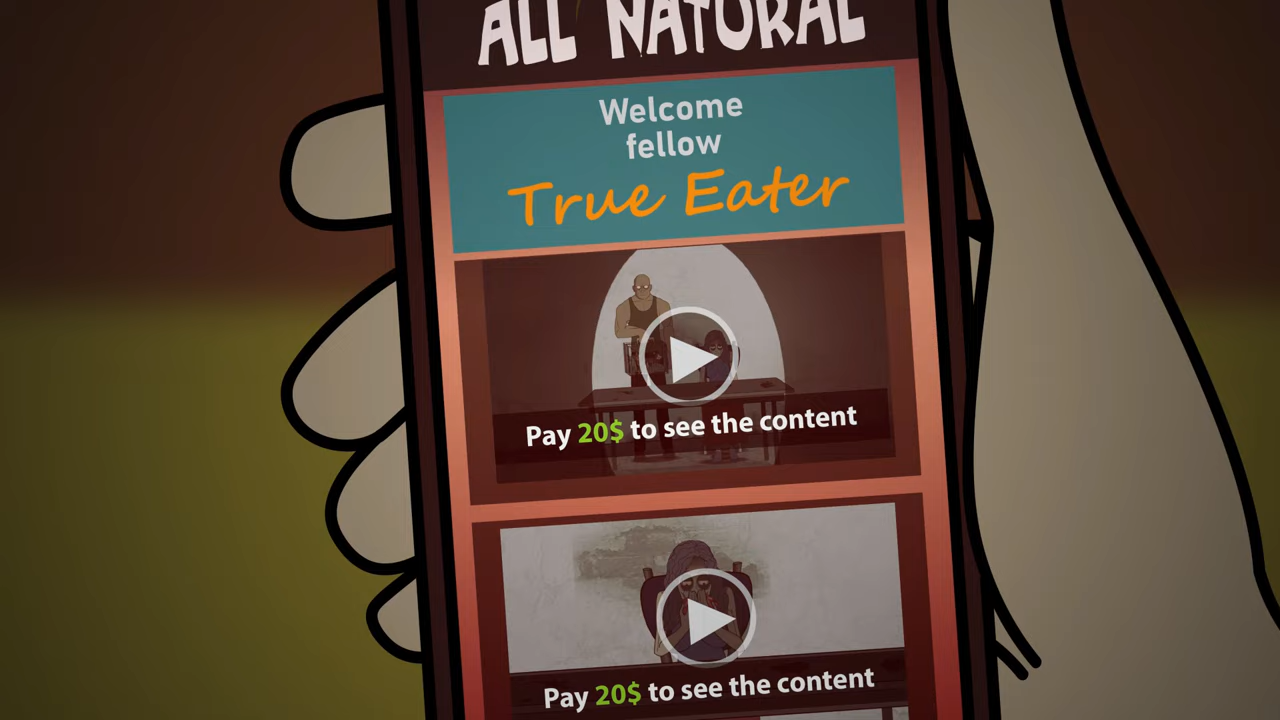 ALL NATURAL
Welcome
fellow
True Eater
Pay 20$ to see the content
Pay 20$ to see the content